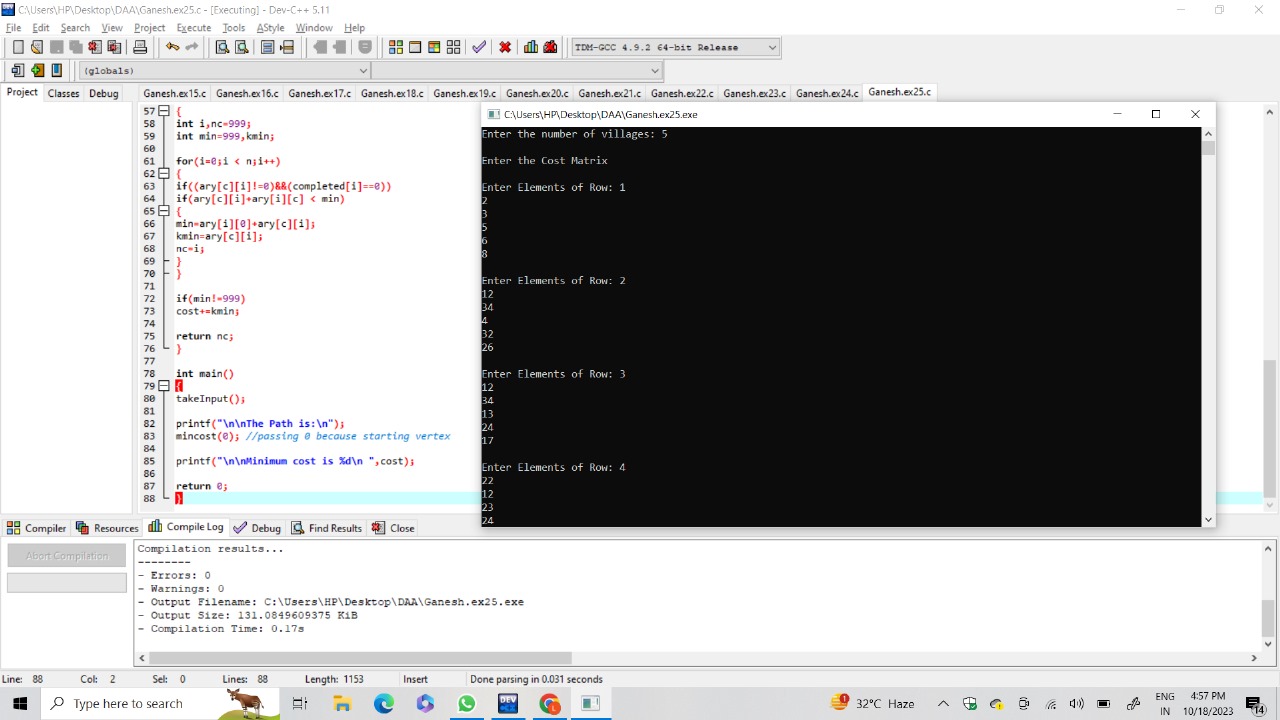 C:\Users\HP\Desktop\DAA\Ganesh.ex25.c - [Executing] - Dev-C++ 5.11
File Edit Search View Project Execute Tools AStyle Window Help
TDM-GCC 4.9.2 64-bit Release
(globals)
Project Classes Debug
Ganesh.ex15.c Ganesh.ex16.c Ganesh.ex17.c Ganesh.ex18.c Ganesh.ex19.c Ganesh.ex20.c Ganesh.ex21.c Ganesh.ex22.c Ganesh.ex23.c Ganesh.ex24.c Ganesh.ex25.c
57 {
58 int i,nc=999;
59 int min=999,kmin;
60
61 for(i=0;i < n;i++)
62 {
63 if((ary[c][i]!=0)&&(completed[i]==0))
64 if(ary[c][i]+ary[i][c] < min)
65 {
66 min=ary[i][0]+ary[c][i];
67 kmin=ary[c][i];
68 nc=i;
69 }
70 }
71
72 if(min!=999)
73 cost+=kmin;
74
75 return nc;
76 }
77
78 int main()
79 {
80 takeInput();
81
82 printf("\n\nThe Path is:\n");
83 mincost(0); //passing 0 because starting vertex
84
85 printf("\n\nMinimum cost is %d\n ",cost);
86
87 return 0;
88 }
C:\Users\HP\Desktop\DAA\Ganesh.ex25.exe
Enter the number of villages: 5
Enter the Cost Matrix
Enter Elements of Row: 1
2
3
5
6
8
Enter Elements of Row: 2
12
34
4
32
26
Enter Elements of Row: 3
12
34
13
24
17
Enter Elements of Row: 4
22
12
23
24
Compiler Resources Compile Log Debug Find Results Close
Abort Compilation
Compilation results...
--------
- Errors: 0
- Warnings: 0
- Output Filename: C:\Users\HP\Desktop\DAA\Ganesh.ex25.exe
- Output Size: 131.0849609375 KiB
- Compilation Time: 0.17s
Line: 88 Col: 2 Sel: 0 Lines: 88 Length: 1153 Insert Done parsing in 0.031 seconds
Type here to search
DEV
L
1
32°C Haze
ENG
IN
4:57 PM
10/18/2023
14